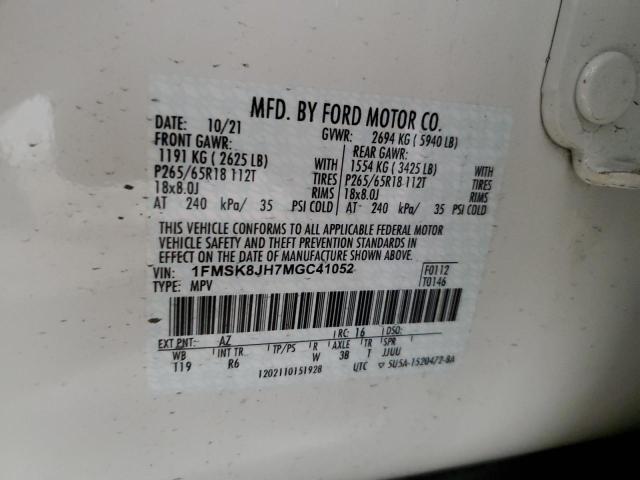 MFD. BY FORD MOTOR CO.
DATE: 10/21 GVWR: 2694 KG ( 5940 LB)
FRONT GAWR: REAR GAWR:
1191 KG ( 2625 LB) WITH 1554 KG ( 3425 LB) WITH
P265/65R18 112T TIRES P265/65R18 112T TIRES
18x8.0J RIMS 18x8.0J RIMS
AT 240 kPa/ 35 PSI COLD AT 240 kPa/ 35 PSI COLD
THIS VEHICLE CONFORMS TO ALL APPLICABLE FEDERAL MOTOR
VEHICLE SAFETY AND THEFT PREVENTION STANDARDS IN
EFFECT ON THE DATE OF MANUFACTURE SHOWN ABOVE.
VIN: 1FMSK8JH7MGC41052 F0112
TYPE: MPV T0146
EXT PNT: AZ RC: 16 DSO:
WB INT TR TP/PS R AXLE TR SPR
119 R6 W 3B T JJUU
1202110151928 UTC 5U5A-1520472-BA